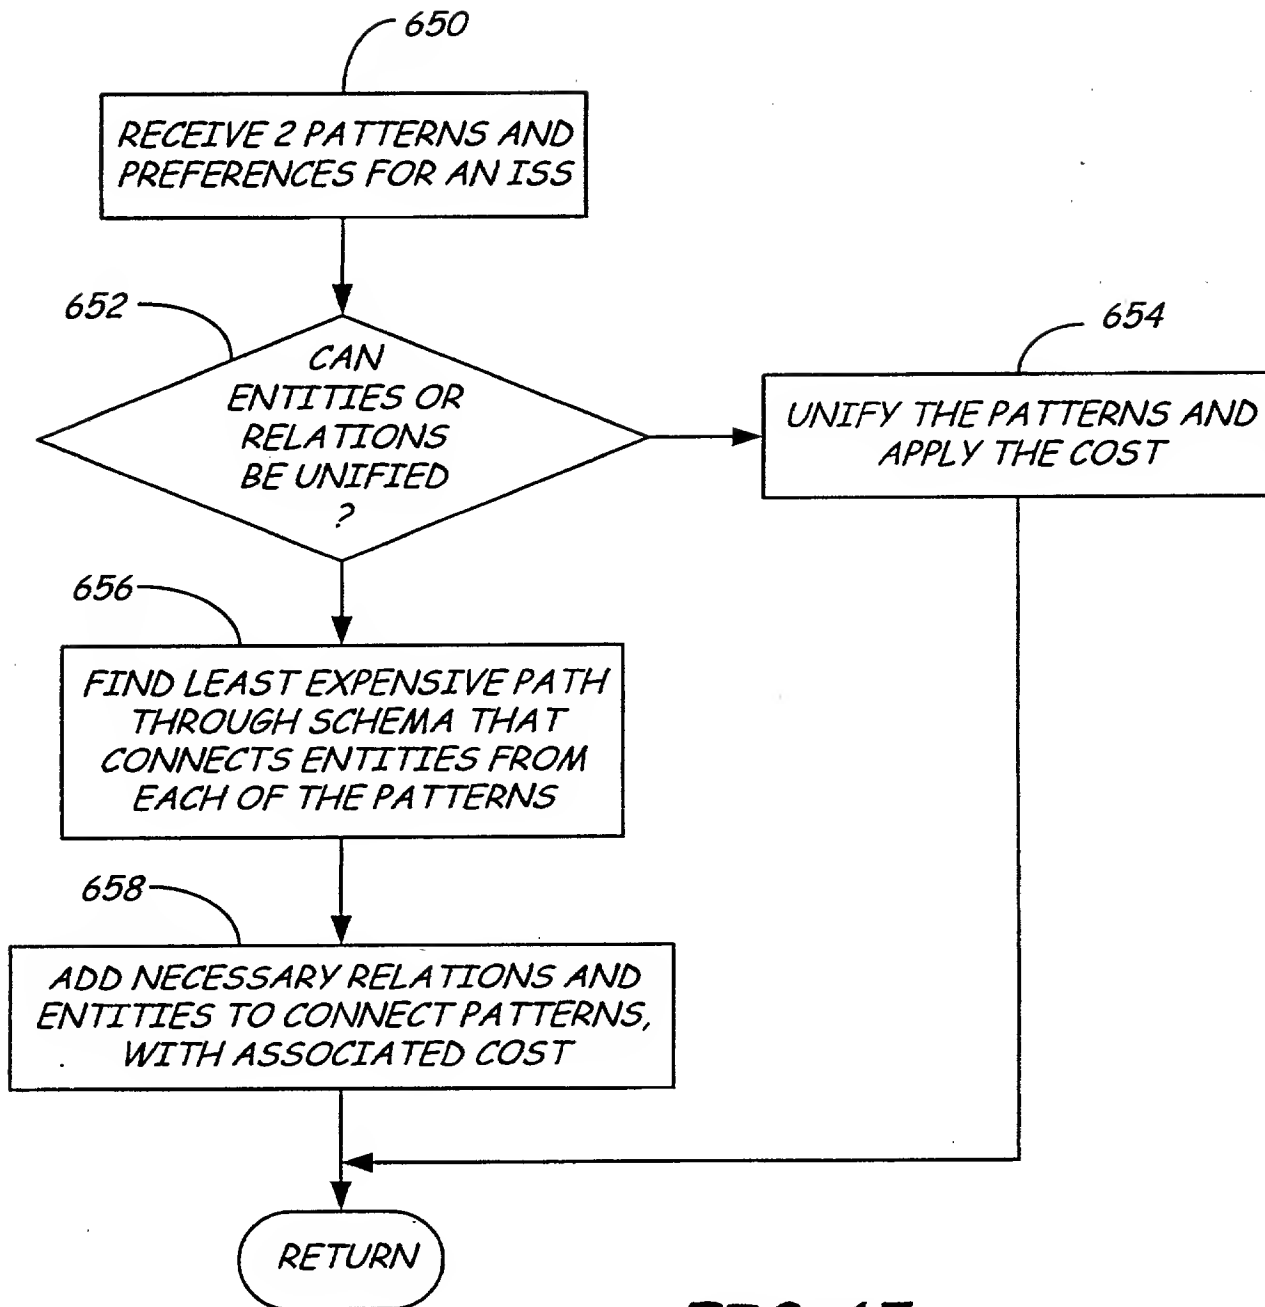 650
RECEIVE 2 PATTERNS AND
PREFERENCES FOR AN ISS
652
CAN
ENTITIES OR
RELATIONS
BE UNIFIED
?
654
UNIFY THE PATTERNS AND
APPLY THE COST
656
FIND LEAST EXPENSIVE PATH
THROUGH SCHEMA THAT
CONNECTS ENTITIES FROM
EACH OF THE PATTERNS
658
ADD NECESSARY RELATIONS AND
ENTITIES TO CONNECT PATTERNS,
WITH ASSOCIATED COST
RETURN